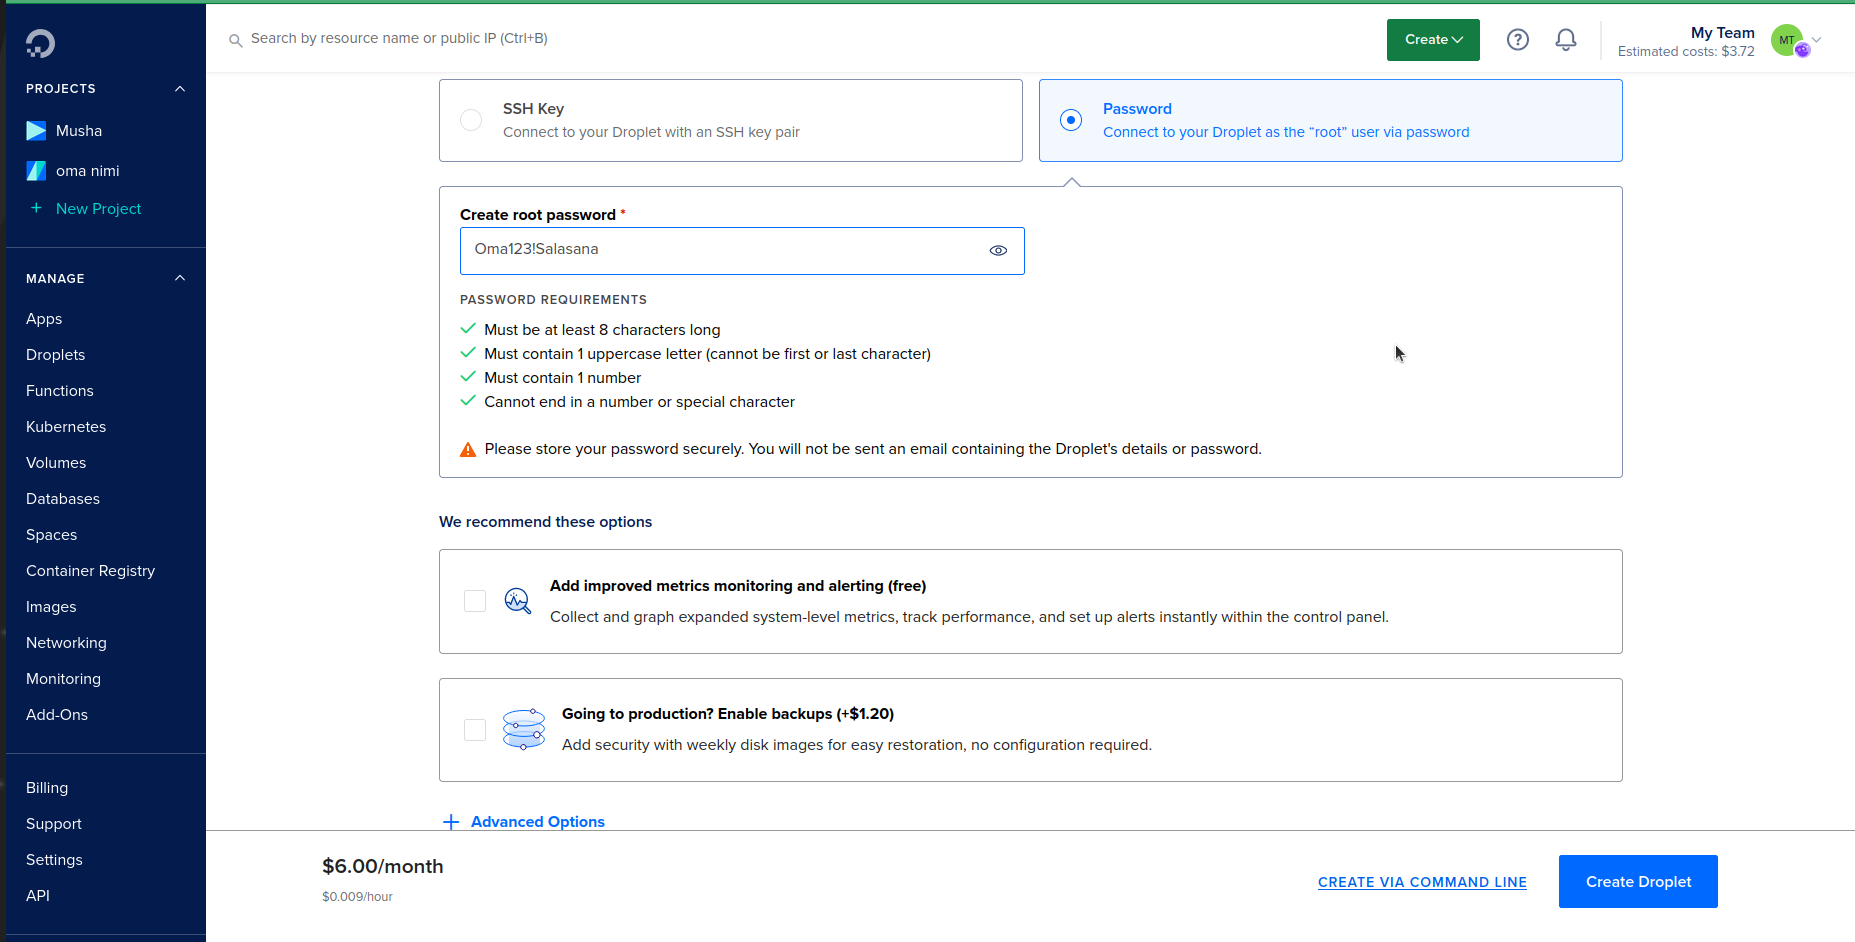 Search by resource name or public IP (Ctrl+B)
Create
My Team
Estimated costs: $3.72
MT
PROJECTS
Musha
oma nimi
+ New Project
MANAGE
Apps
Droplets
Functions
Kubernetes
Volumes
Databases
Spaces
Container Registry
Images
Networking
Monitoring
Add-Ons
Billing
Support
Settings
API
SSH Key
Connect to your Droplet with an SSH key pair
Password
Connect to your Droplet as the “root” user via password
Create root password *
Oma123!Salasana
PASSWORD REQUIREMENTS
Must be at least 8 characters long
Must contain 1 uppercase letter (cannot be first or last character)
Must contain 1 number
Cannot end in a number or special character
Please store your password securely. You will not be sent an email containing the Droplet's details or password.
We recommend these options
Add improved metrics monitoring and alerting (free)
Collect and graph expanded system-level metrics, track performance, and set up alerts instantly within the control panel.
Going to production? Enable backups (+$1.20)
Add security with weekly disk images for easy restoration, no configuration required.
+ Advanced Options
$6.00/month
$0.009/hour
CREATE VIA COMMAND LINE
Create Droplet